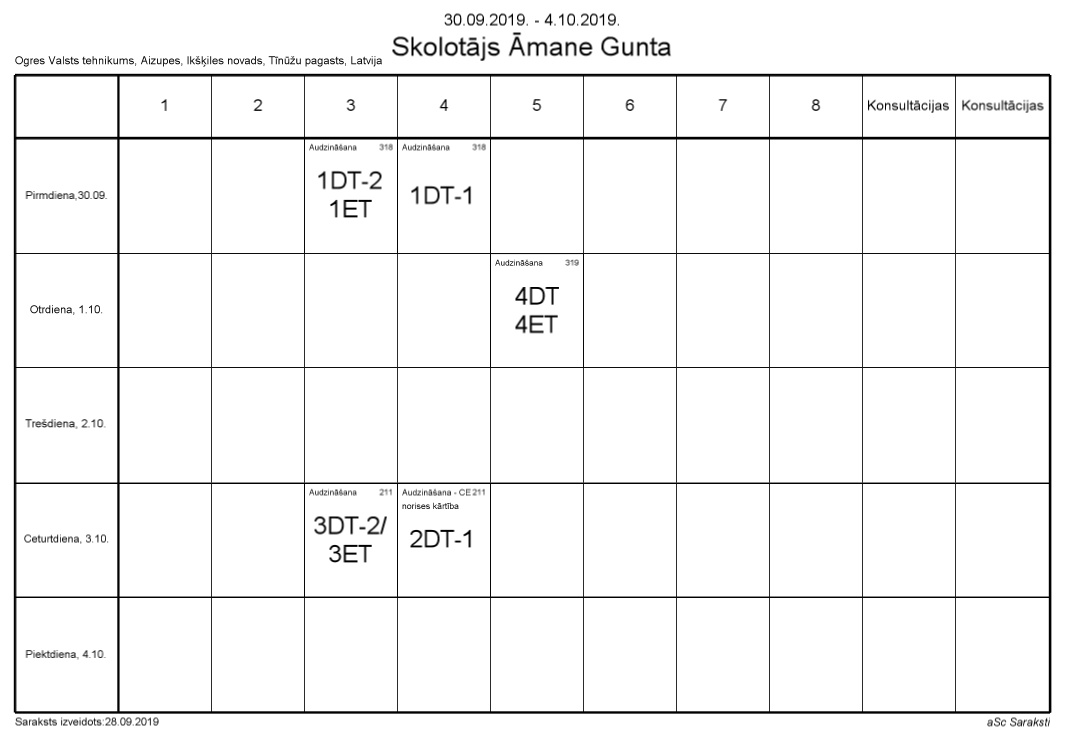 30.09.2019. - 4.10.2019.
Skolotājs Āmane Gunta
Ogres Valsts tehnikums, Aizupes, Ikšķiles novads, Tīnūžu pagasts, Latvija
1 2 3 4 5 6 7 8 Konsultācijas Konsultācijas
Pirmdiena,30.09.
Audzināšana 318
1DT-2
1ET
Audzināšana 318
1DT-1
Otrdiena, 1.10.
Audzināšana 319
4DT
4ET
Trešdiena, 2.10.
Ceturtdiena, 3.10.
Audzināšana 211
3DT-2/
3ET
Audzināšana - CE 211
norises kārtība
2DT-1
Piektdiena, 4.10.
Saraksts izveidots:28.09.2019
aSc Saraksti